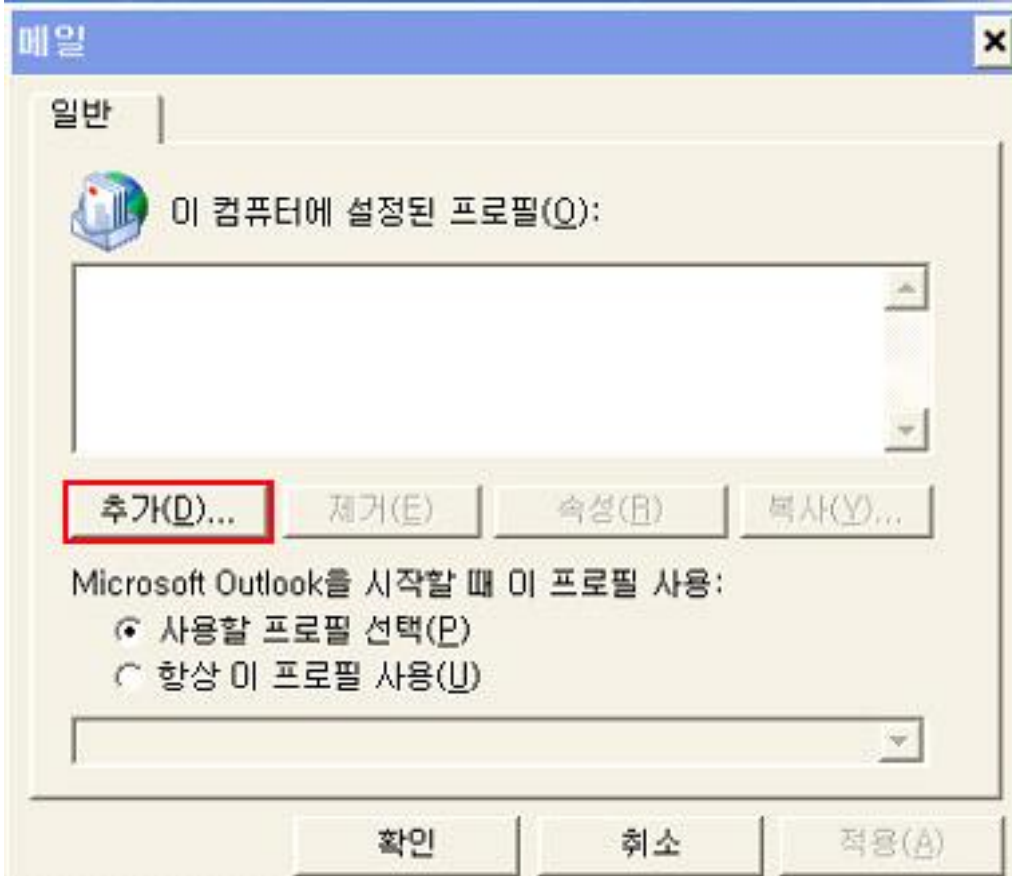 메일
일반
이 컴퓨터에 설정된 프로필(O):
추가(D)... 제거(E) 속성(R) 복사(Y)...
Microsoft Outlook을 시작할 때 이 프로필 사용:
사용할 프로필 선택(P)
항상 이 프로필 사용(U)
확인 취소 적용(A)